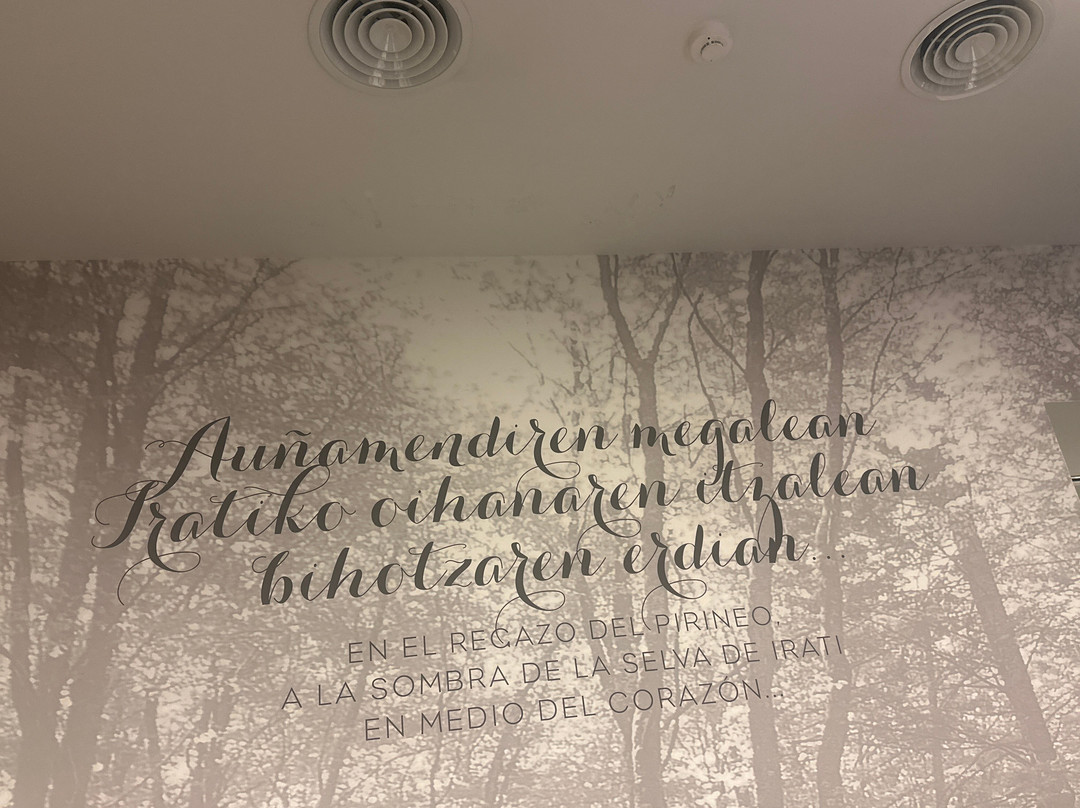 Auñamendiren megalean
Iratiko oihanaren itzalean
bihotzaren erdian...
EN EL REGAZO DEL PIRINEO,
A LA SOMBRA DE LA SELVA DE IRATI
EN MEDIO DEL CORAZÓN...